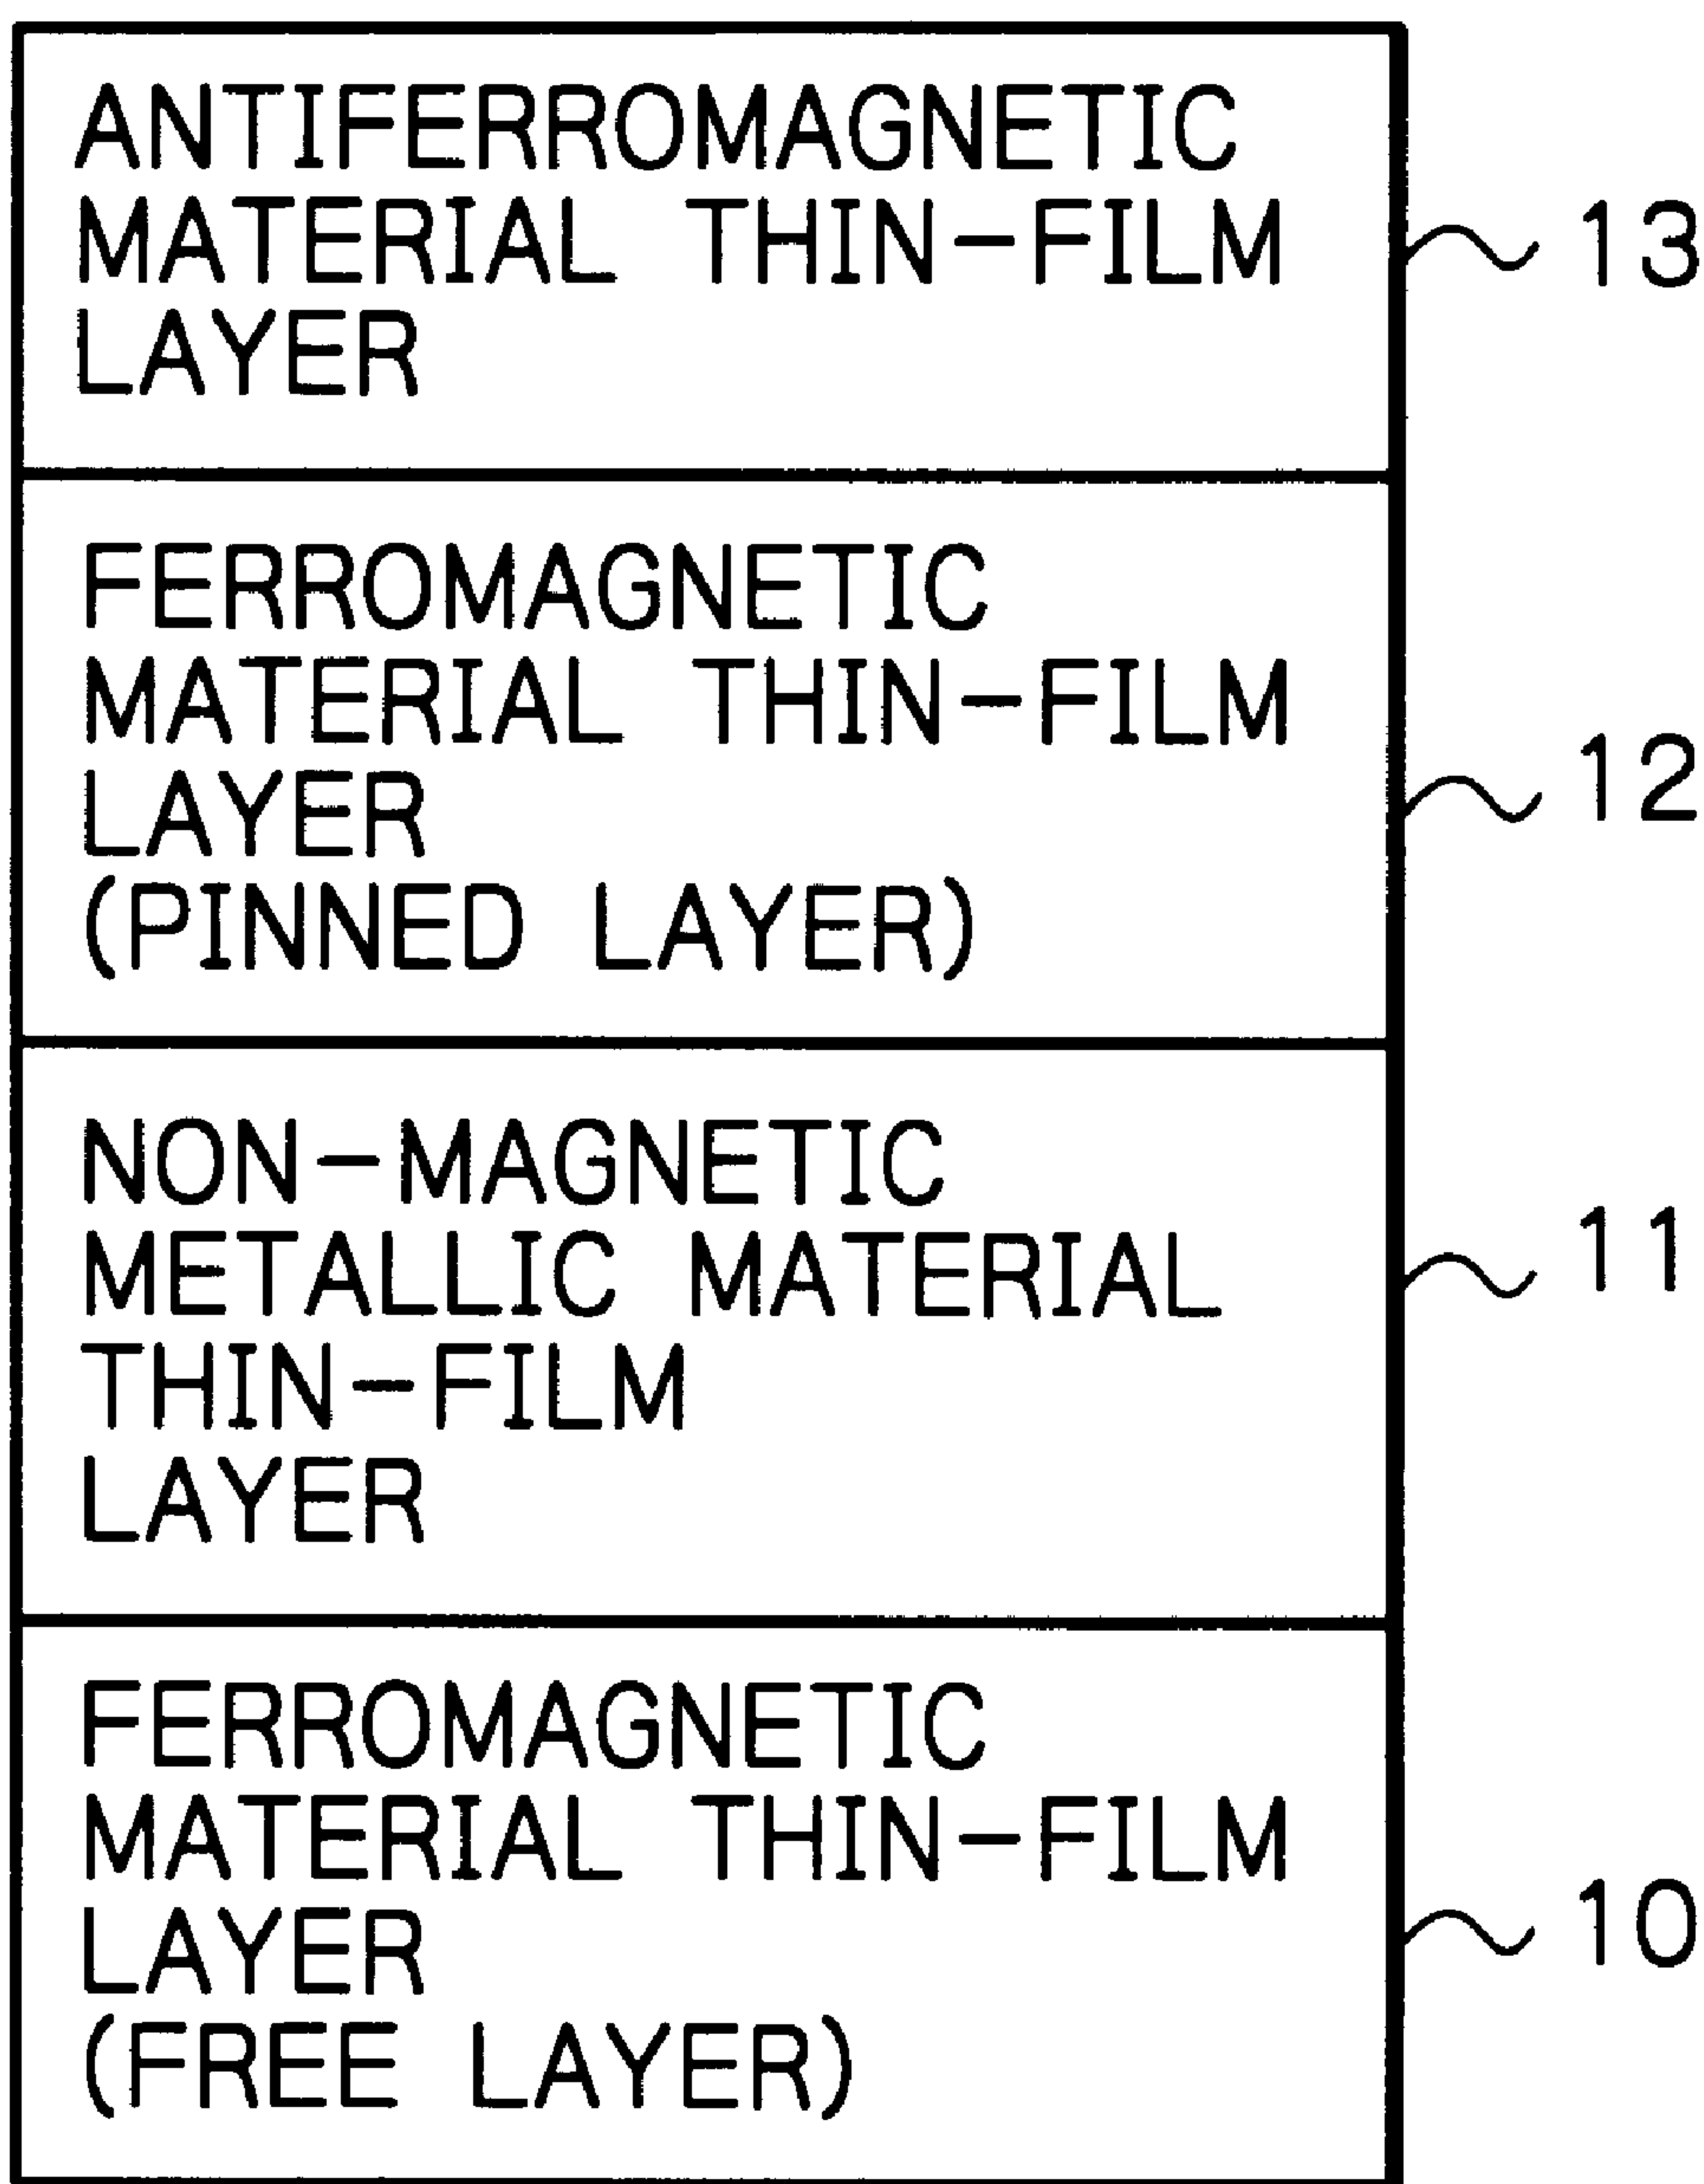 ANTIFERROMAGNETIC
MATERIAL THIN-FILM
LAYER
13
FERROMAGNETIC
MATERIAL THIN-FILM
LAYER
(PINNED LAYER)
12
NON-MAGNETIC
METALLIC MATERIAL
THIN-FILM
LAYER
11
FERROMAGNETIC
MATERIAL THIN-FILM
LAYER
(FREE LAYER)
10